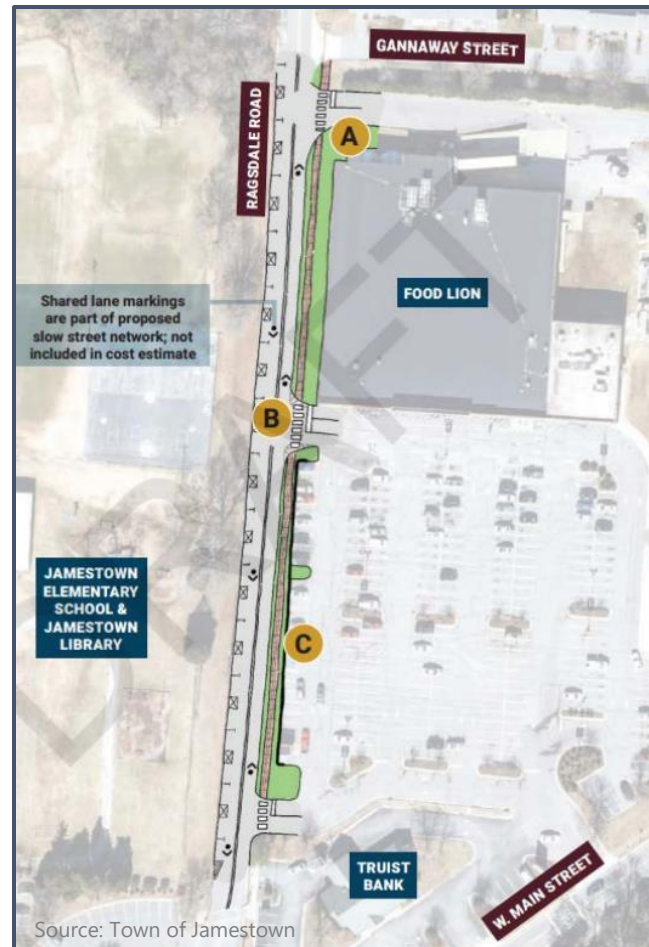 GANNAWAY STREET
RAGSDALE ROAD
A
FOOD LION
Shared lane markings
are part of proposed
slow street network; not
included in cost estimate
B
JAMESTOWN
ELEMENTARY
SCHOOL &
JAMESTOWN
LIBRARY
C
TRUIST
BANK
W. MAIN STREET
DRAFT
Source: Town of Jamestown